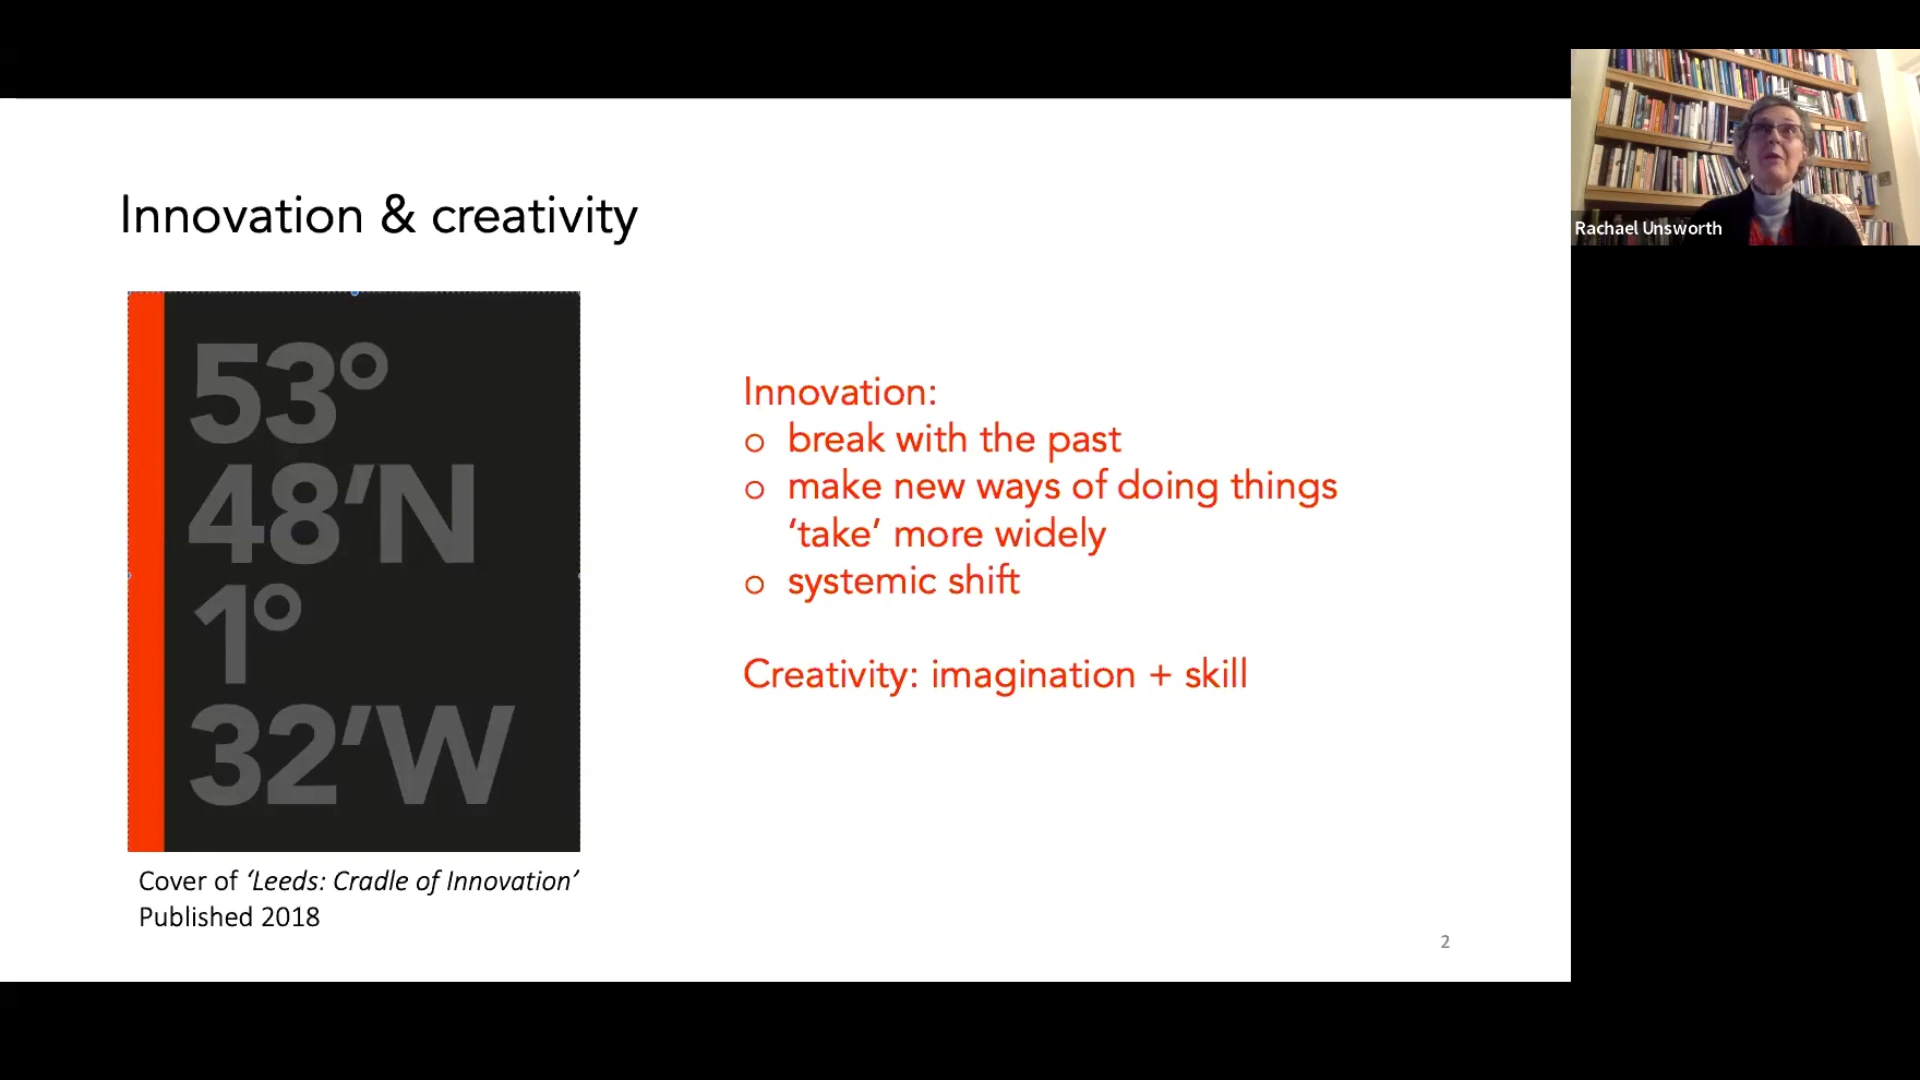 Innovation & creativity
53°
48’N
1°
32’W
Cover of ‘Leeds: Cradle of Innovation’
Published 2018
Innovation:
o break with the past
o make new ways of doing things
‘take’ more widely
o systemic shift
Creativity: imagination + skill
2
Rachael Unsworth